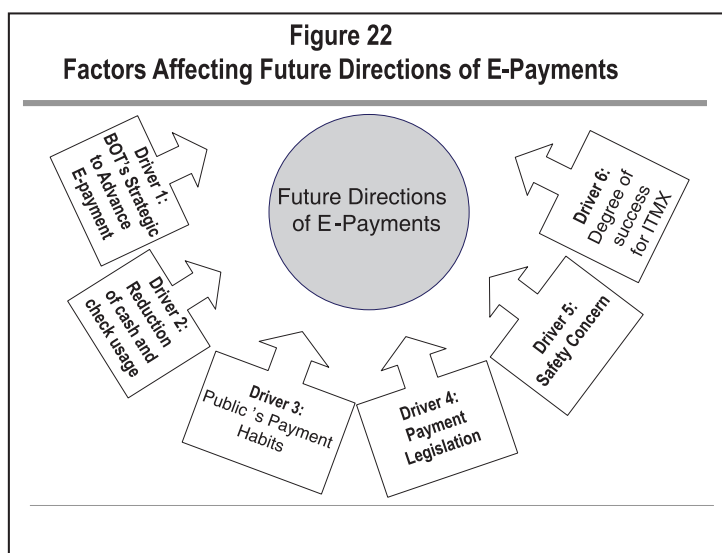 Figure 22
Factors Affecting Future Directions of E-Payments
Future Directions
of E-Payments
Driver 1:
BOT's Strategic
to Advance
E-payment
Driver 2:
Reduction
of cash and
check usage
Driver 3:
Public 's Payment
Habits
Driver 4:
Payment
Legislation
Driver 5:
Safety Concern
Driver 6:
Degree of
success
for ITMX